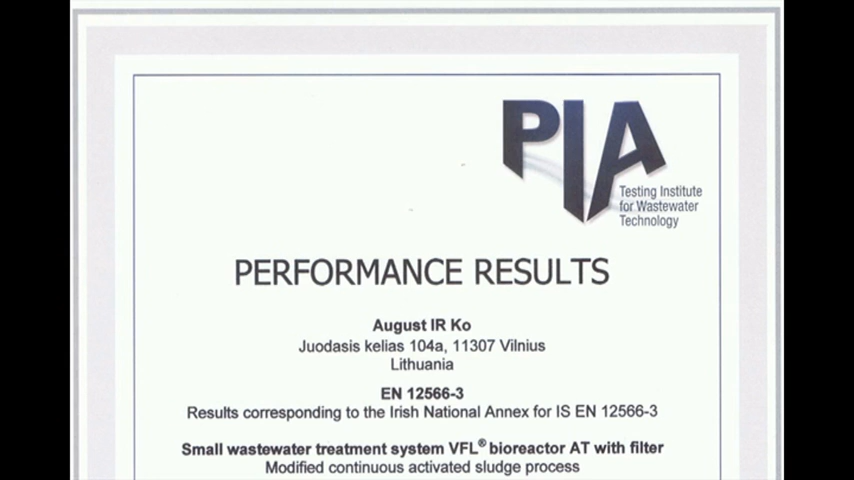 PIA
Testing Institute
for Wastewater
Technology
PERFORMANCE RESULTS
August IR Ko
Juodasis kelias 104a, 11307 Vilnius
Lithuania
EN 12566-3
Results corresponding to the Irish National Annex for IS EN 12566-3
Small wastewater treatment system VFL® bioreactor AT with filter
Modified continuous activated sludge process